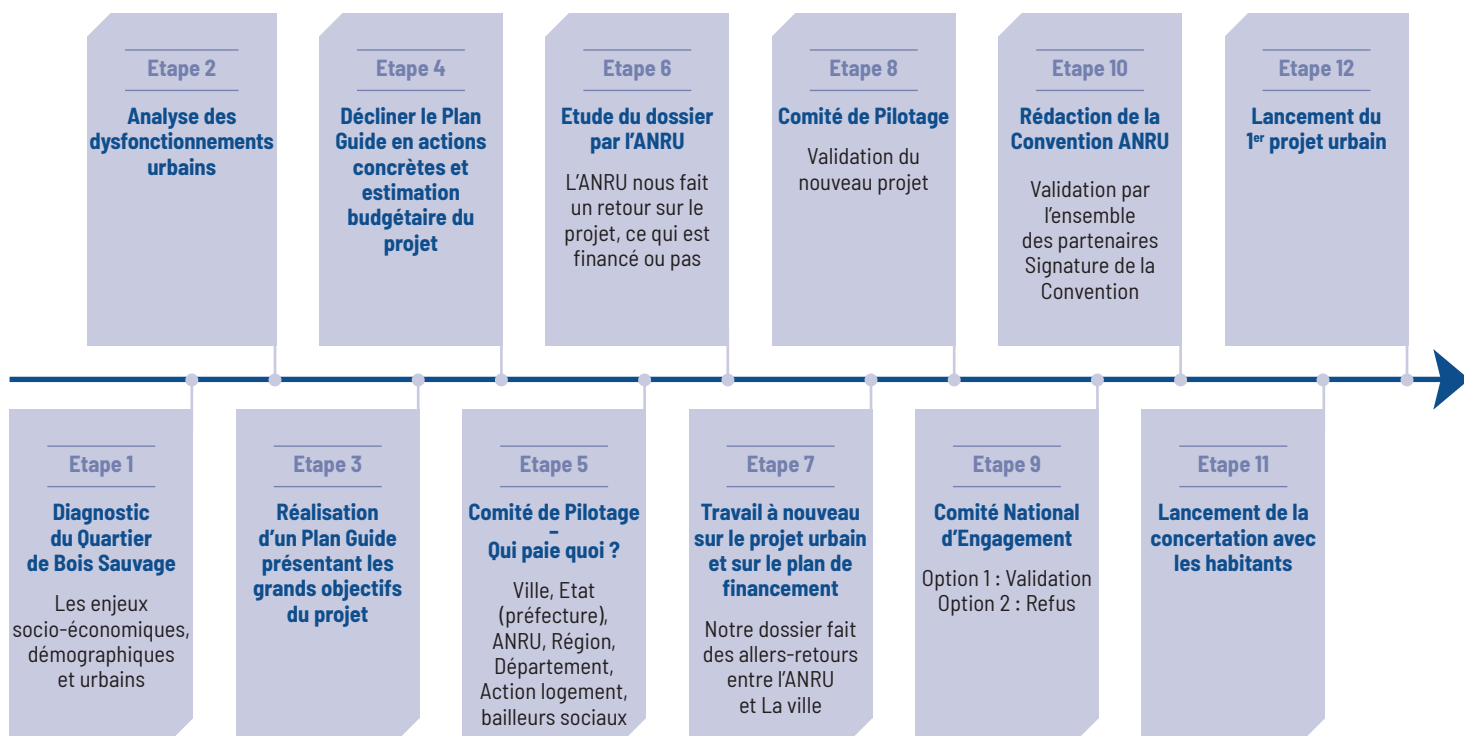 Etape 2
Analyse des
dysfonctionnements
urbains
Etape 4
Décliner le Plan
Guide en actions
concrètes et
estimation
budgétaire du
projet
Etape 6
Etude du dossier
par l’ANRU
L’ANRU nous fait
un retour sur le
projet, ce qui est
financé ou pas
Etape 8
Comité de Pilotage
Validation du
nouveau projet
Etape 10
Rédaction de la
Convention ANRU
Validation par
l’ensemble
des partenaires
Signature de la
Convention
Etape 12
Lancement du
1er projet urbain
Etape 1
Diagnostic
du Quartier
de Bois Sauvage
Les enjeux
socio-économiques,
démographiques
et urbains
Etape 3
Réalisation
d’un Plan Guide
présentant les
grands objectifs
du projet
Etape 5
Comité de Pilotage
–
Qui paie quoi ?
Ville, Etat
(préfecture),
ANRU, Région,
Département,
Action logement,
bailleurs sociaux
Etape 7
Travail à nouveau
sur le projet urbain
et sur le plan de
financement
Notre dossier fait
des allers-retours
entre l’ANRU
et La ville
Etape 9
Comité National
d’Engagement
Option 1 : Validation
Option 2 : Refus
Etape 11
Lancement de la
concertation avec
les habitants